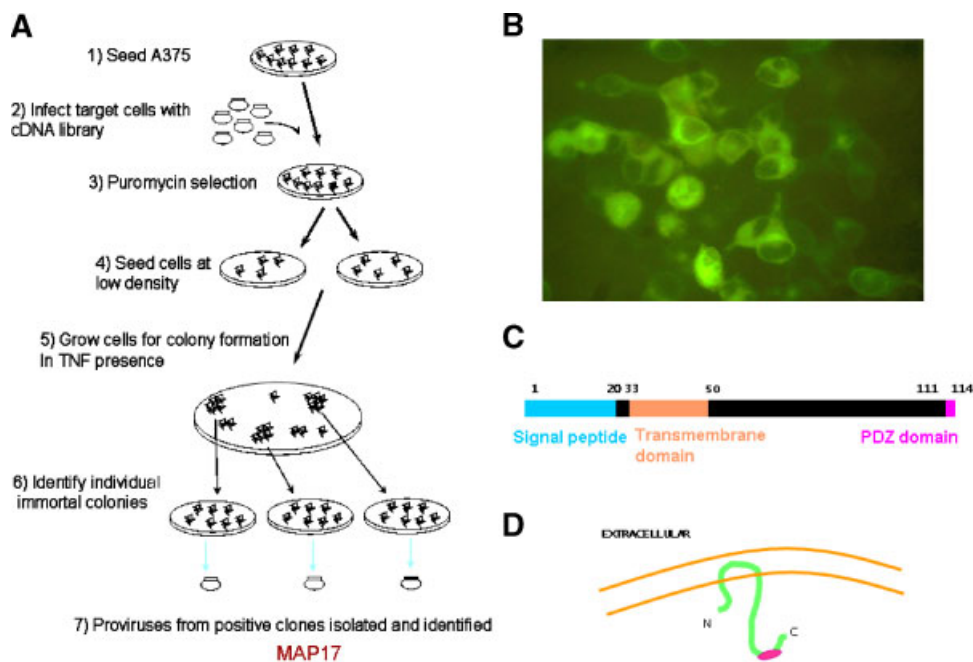 A
1) Seed A375
2) Infect target cells with
cDNA library
3) Puromycin selection
4) Seed cells at
low density
5) Grow cells for colony formation
In TNF presence
6) Identify individual
immortal colonies
7) Proviruses from positive clones isolated and identified
MAP17
B
C
1 20 33 50 111 114
Signal peptide Transmembrane
domain PDZ domain
D
EXTRACELLULAR
N C